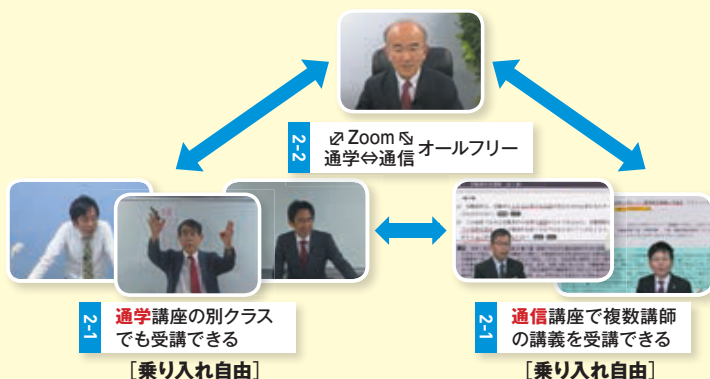 2-2
⇗ Zoom ⇘
通学⇔通信 オールフリー
2-1
通学講座の別クラス
でも受講できる
[乗り入れ自由]
2-1
通信講座で複数講師
の講義を受講できる
[乗り入れ自由]